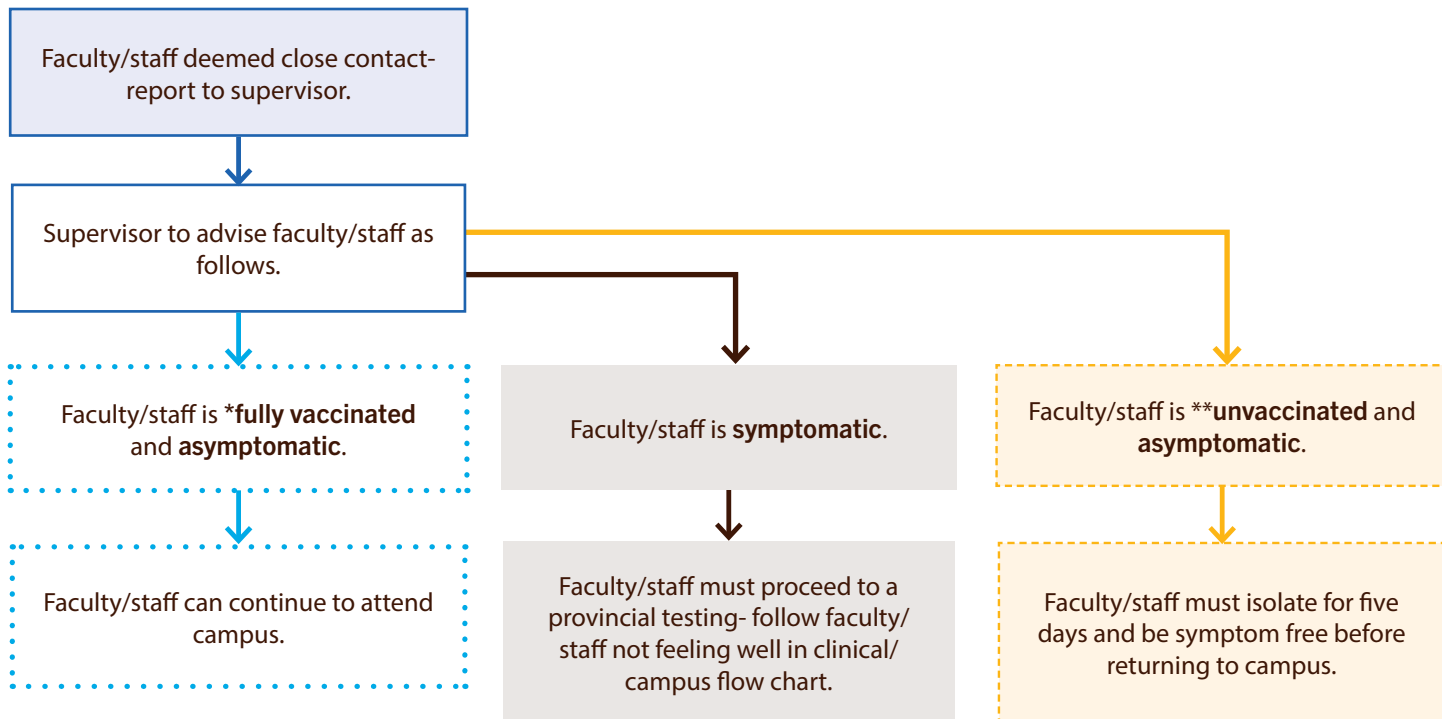 Faculty/staff deemed close contact-
report to supervisor.
Supervisor to advise faculty/staff as
follows.
Faculty/staff is *fully vaccinated
and asymptomatic.
Faculty/staff can continue to attend
campus.
Faculty/staff is symptomatic.
Faculty/staff must proceed to a
provincial testing- follow faculty/
staff not feeling well in clinical/
campus flow chart.
Faculty/staff is **unvaccinated and
asymptomatic.
Faculty/staff must isolate for five
days and be symptom free before
returning to campus.